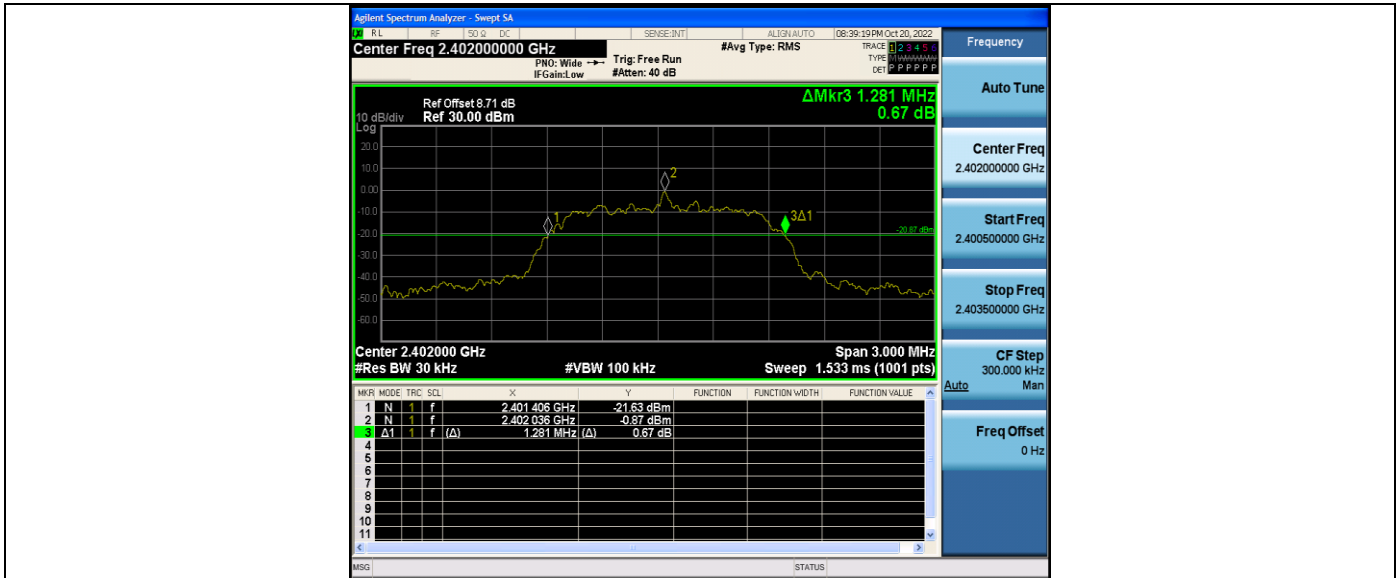 Agilent Spectrum Analyzer - Swept SA
RL RF 50 Ω DC SENSE:INT ALIGNAUTO 08:39:19PM Oct 20, 2022
Center Freq 2.402000000 GHz
PNO: Wide
IFGain:Low
Trig: Free Run
#Atten: 40 dB
#Avg Type: RMS
TRACE 1 2 3 4 5 6
TYPE M
DET P P P P P P
ΔMkr3 1.281 MHz
0.67 dB
Ref Offset 8.71 dB
10 dB/div Ref 30.00 dBm
Log
20.0
10.0
0.00
-10.0
-20.0
-30.0
-40.0
-50.0
-60.0
1
2
3Δ1
-20.87 dBm
Center 2.402000 GHz Span 3.000 MHz
#Res BW 30 kHz #VBW 100 kHz Sweep 1.533 ms (1001 pts)
MKR MODE TRC SCL X Y FUNCTION FUNCTION WIDTH FUNCTION VALUE
1 N 1 f 2.401 406 GHz -21.63 dBm
2 N 1 f 2.402 036 GHz -0.87 dBm
3 Δ1 1 f (Δ) 1.281 MHz (Δ) 0.67 dB
4
5
6
7
8
9
10
11
MSG STATUS
Frequency
Auto Tune
Center Freq
2.402000000 GHz
Start Freq
2.400500000 GHz
Stop Freq
2.403500000 GHz
CF Step
300.000 kHz
Auto Man
Freq Offset
0 Hz